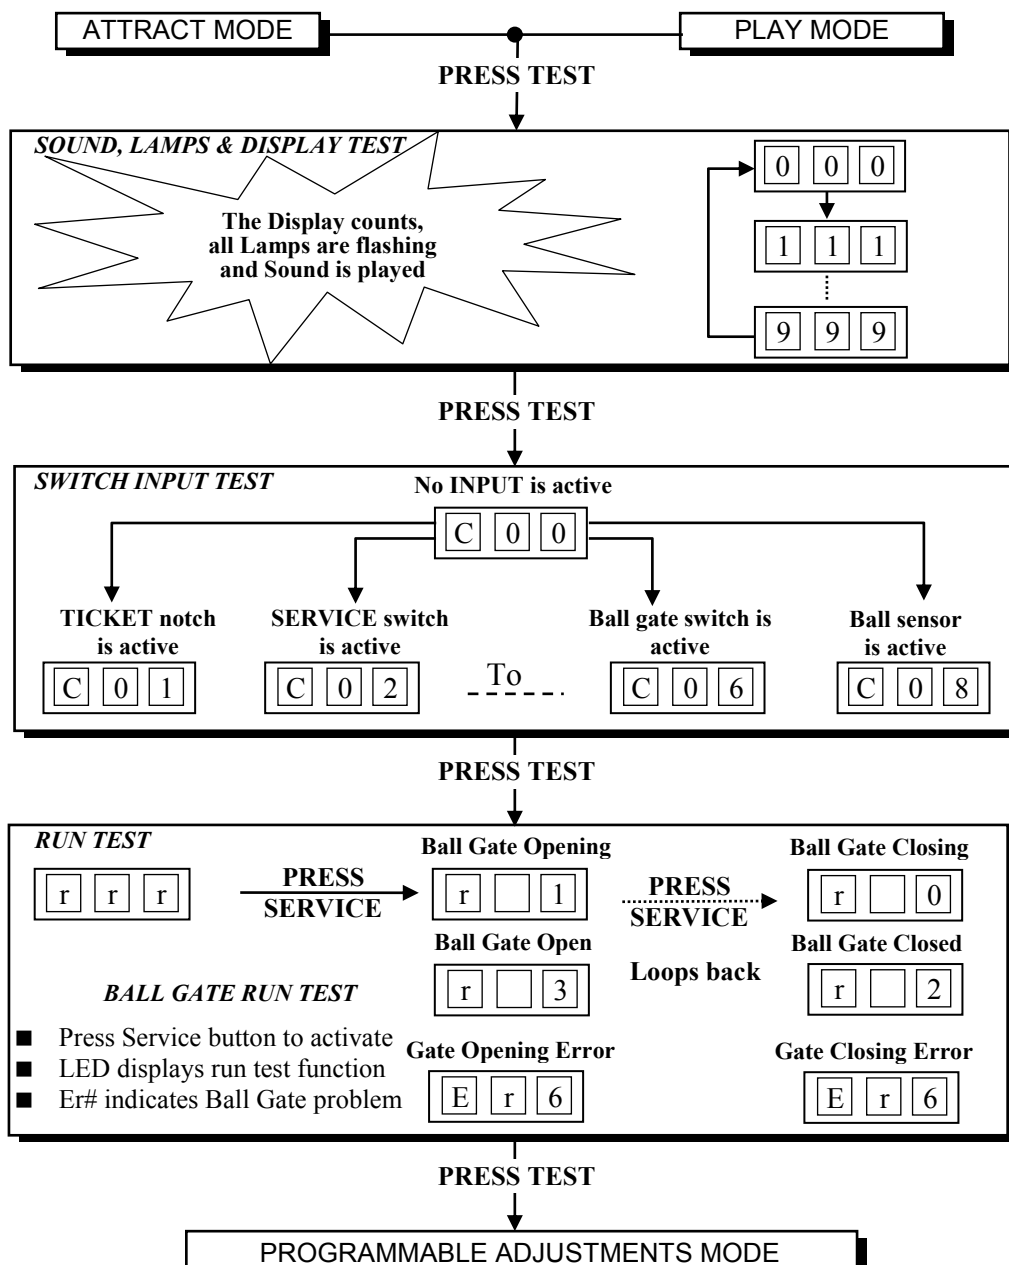 ATTRACT MODE
PLAY MODE
PRESS TEST
SOUND, LAMPS & DISPLAY TEST
The Display counts,
all Lamps are flashing
and Sound is played
0 0 0
1 1 1
9 9 9
PRESS TEST
SWITCH INPUT TEST
No INPUT is active
C 0 0
TICKET notch
is active
C 0 1
SERVICE switch
is active
C 0 2
To
Ball gate switch is
active
C 0 6
Ball sensor
is active
C 0 8
PRESS TEST
RUN TEST
r r r
PRESS
SERVICE
Ball Gate Opening
r 1
PRESS
SERVICE
Ball Gate Closing
r 0
Ball Gate Open
r 3
Loops back
Ball Gate Closed
r 2
BALL GATE RUN TEST
■ Press Service button to activate
■ LED displays run test function
■ Er# indicates Ball Gate problem
Gate Opening Error
E r 6
Gate Closing Error
E r 6
PRESS TEST
PROGRAMMABLE ADJUSTMENTS MODE